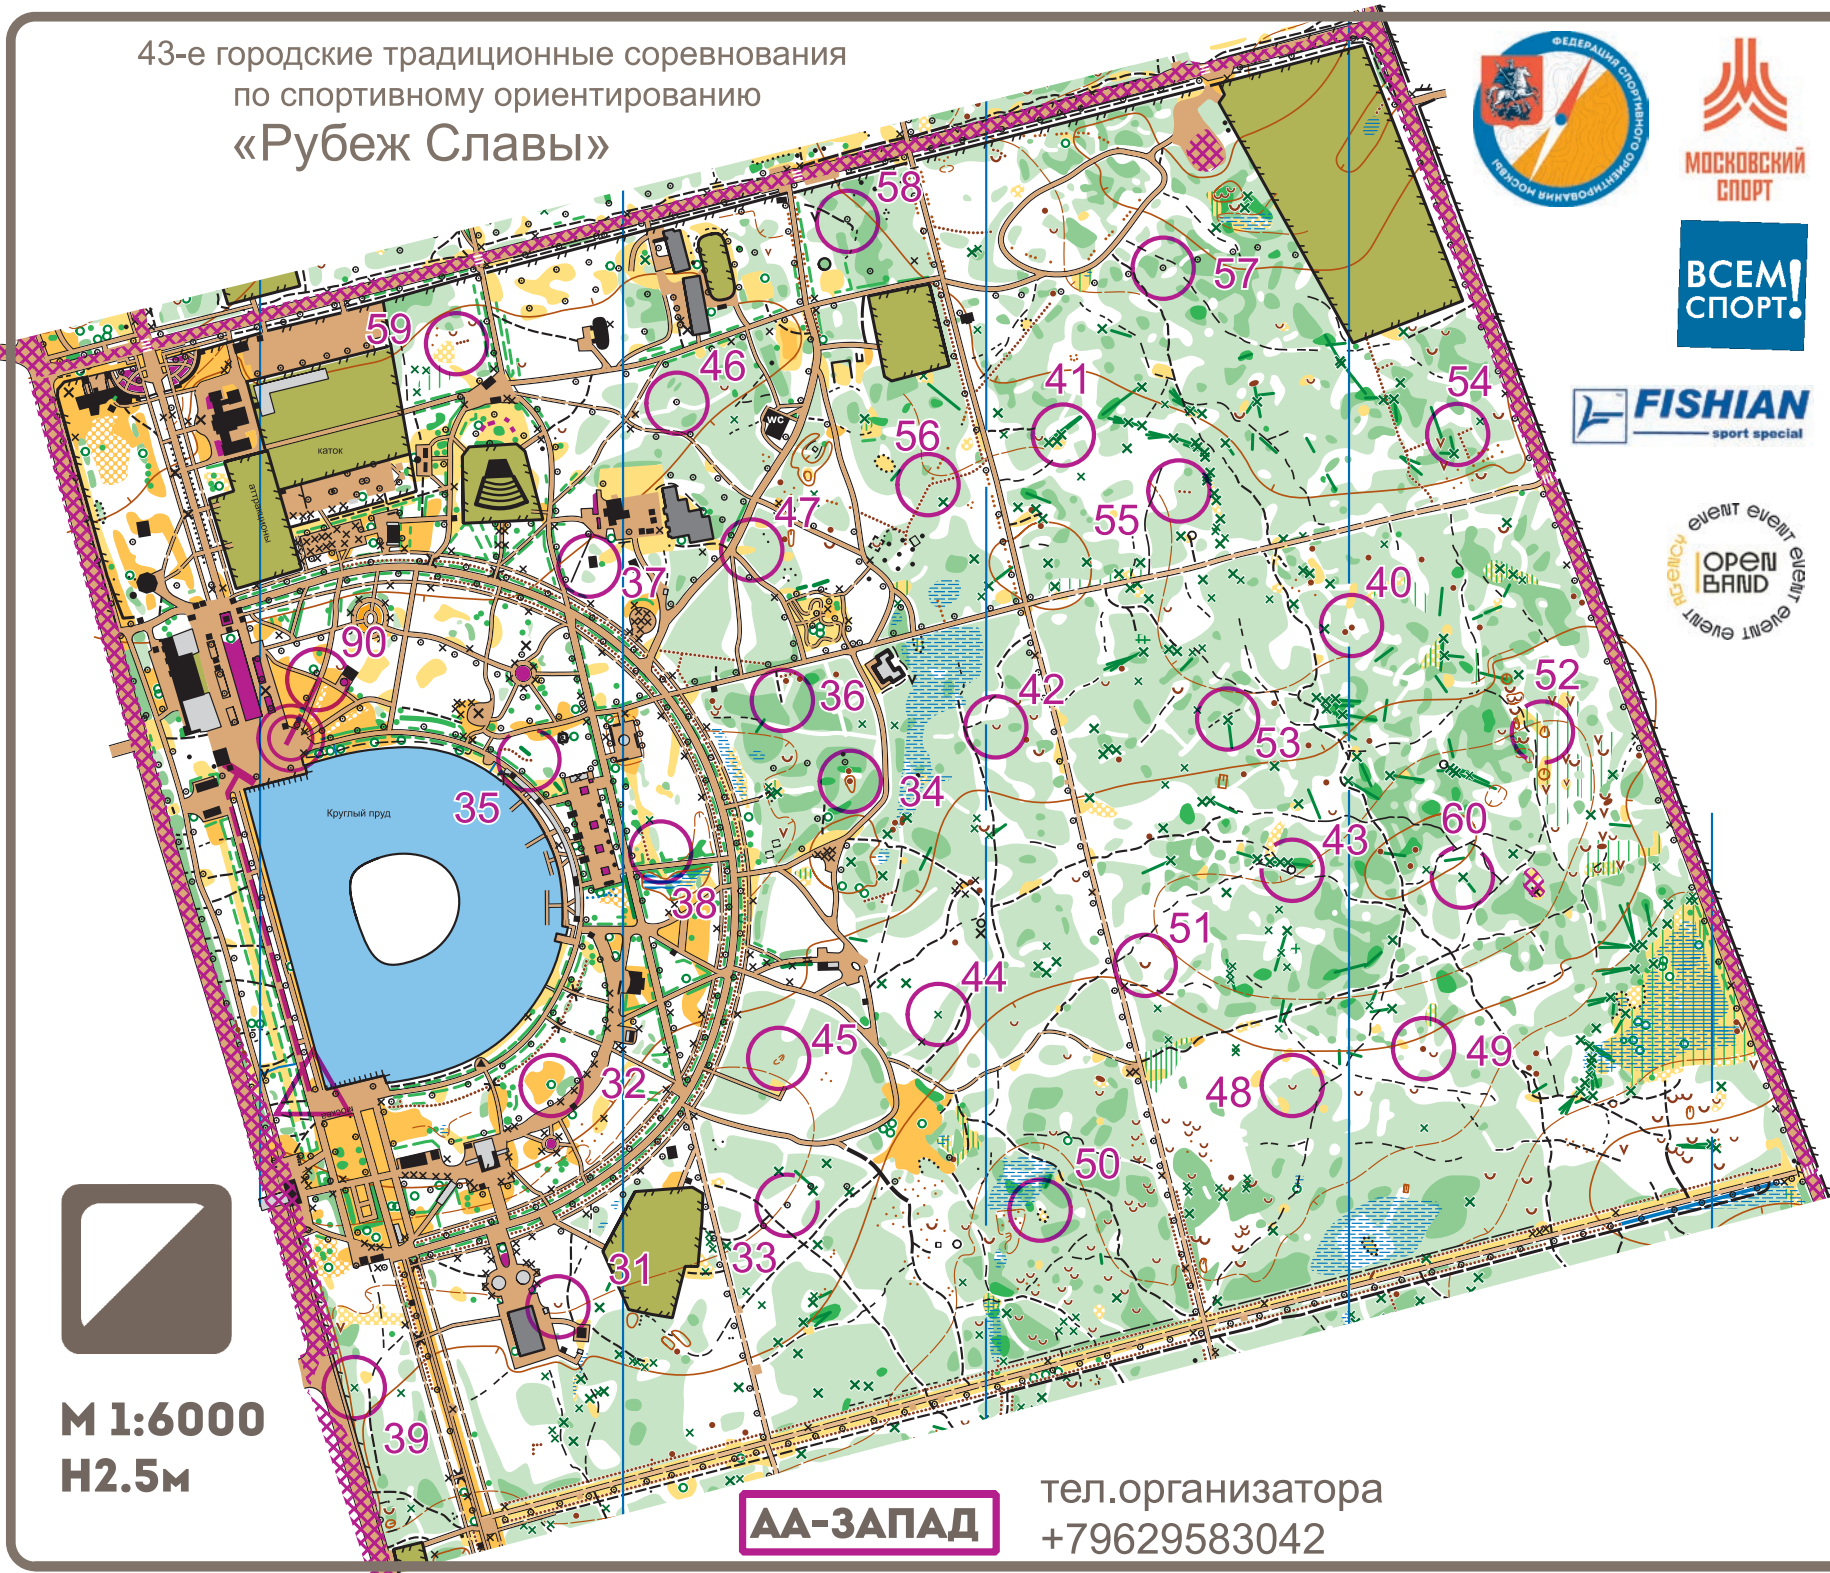 43-е городские традиционные соревнования
по спортивному ориентированию
«Рубеж Славы»
ФЕДЕРАЦИЯ СПОРТИВНОГО ОРИЕНТИРОВАНИЯ МОСКВЫ
МОСКОВСКИЙ
СПОРТ
ВСЕМ!
СПОРТ!
FISHIAN
sport special
EVENT EVENT EVENT EVENT EVENT AGENCY
OPEN
BAND
58
57
59
46
41
54
WC
56
каток
аттракционы
47
55
37
40
90
36
42
52
53
35
34
Круглый пруд
60
43
38
51
44
45
49
32
48
50
33
31
39
М 1:6000
Н2.5м
АА-ЗАПАД
тел.организатора
+79629583042